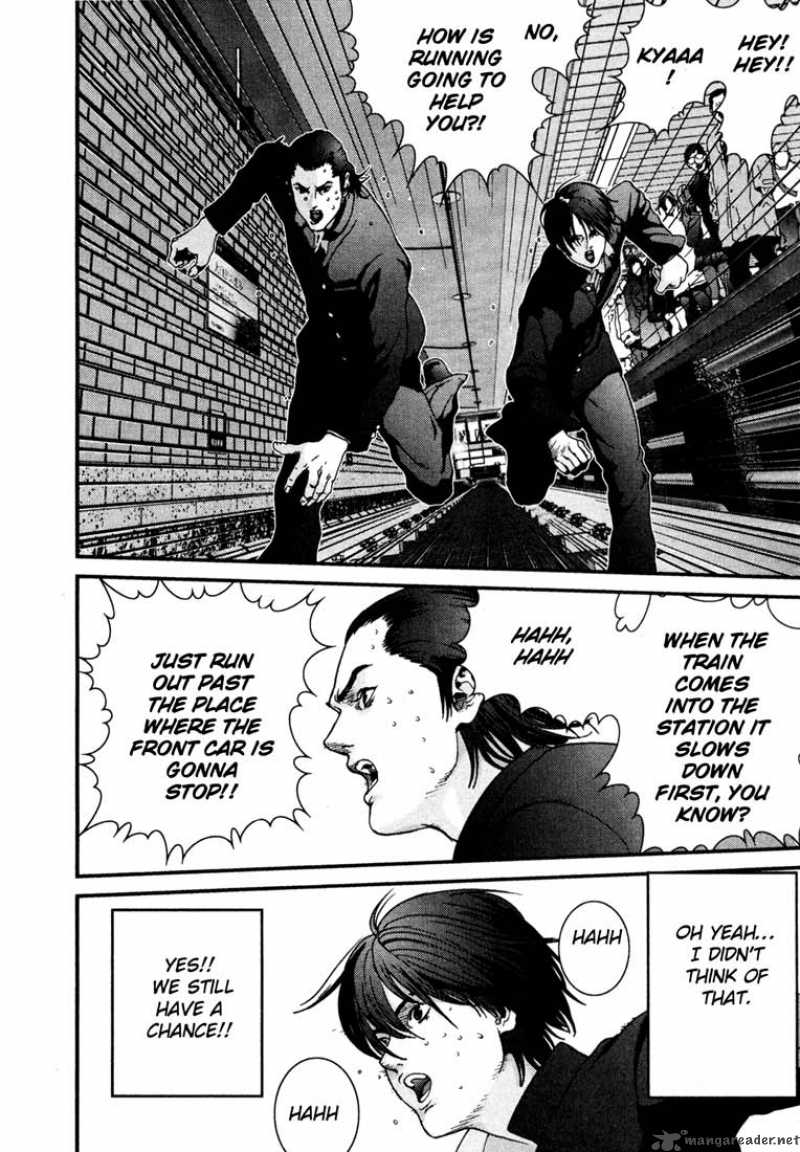 HEY!
HEY!!
KYAAA
!
NO,
HOW IS
RUNNING
GOING TO
HELP
YOU?!
WHEN THE
TRAIN
COMES
INTO THE
STATION IT
SLOWS
DOWN
FIRST, YOU
KNOW?
HAHH,
HAHH
JUST RUN
OUT PAST
THE PLACE
WHERE THE
FRONT CAR IS
GONNA
STOP!!
OH YEAH...
I DIDN'T
THINK OF
THAT.
HAHH
YES!!
WE STILL
HAVE A
CHANCE!!
HAHH
mangareader.net